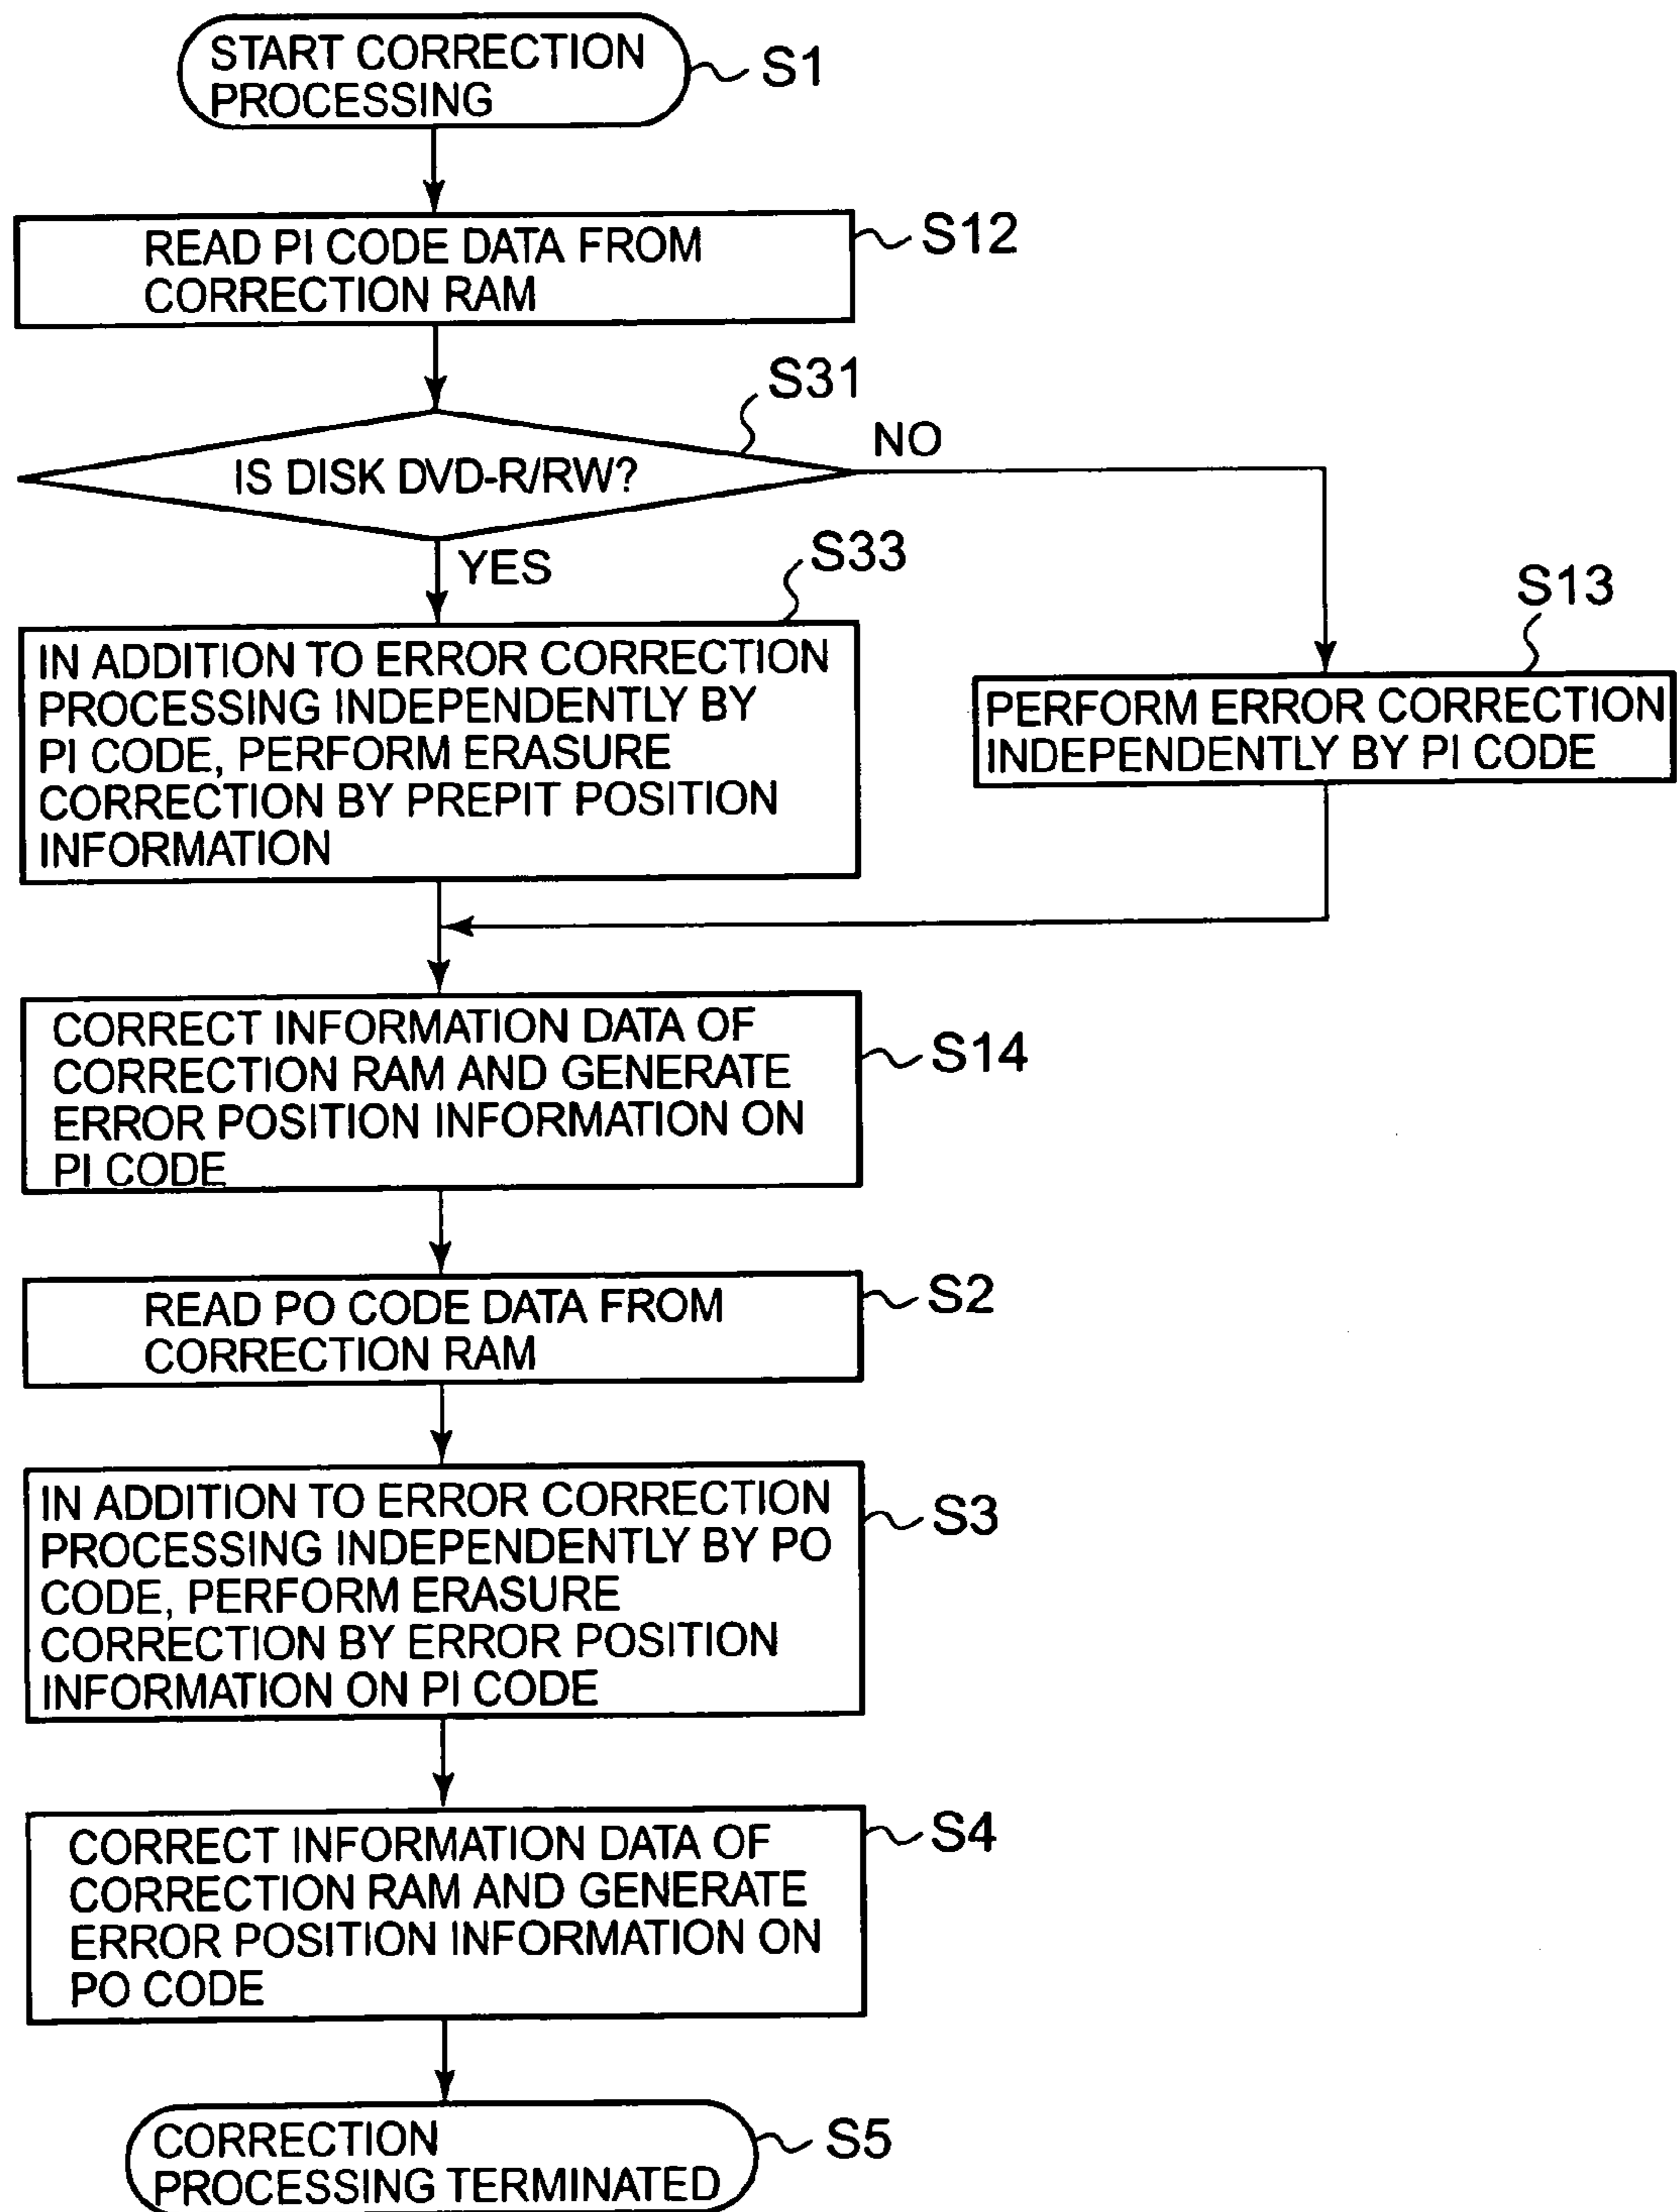 START CORRECTION
PROCESSING
S1
READ PI CODE DATA FROM
CORRECTION RAM
S12
S31
IS DISK DVD-R/RW?
NO
YES
S33
IN ADDITION TO ERROR CORRECTION
PROCESSING INDEPENDENTLY BY
PI CODE, PERFORM ERASURE
CORRECTION BY PREPIT POSITION
INFORMATION
S13
PERFORM ERROR CORRECTION
INDEPENDENTLY BY PI CODE
CORRECT INFORMATION DATA OF
CORRECTION RAM AND GENERATE
ERROR POSITION INFORMATION ON
PI CODE
S14
READ PO CODE DATA FROM
CORRECTION RAM
S2
IN ADDITION TO ERROR CORRECTION
PROCESSING INDEPENDENTLY BY PO
CODE, PERFORM ERASURE
CORRECTION BY ERROR POSITION
INFORMATION ON PI CODE
S3
CORRECT INFORMATION DATA OF
CORRECTION RAM AND GENERATE
ERROR POSITION INFORMATION ON
PO CODE
S4
CORRECTION
PROCESSING TERMINATED
S5